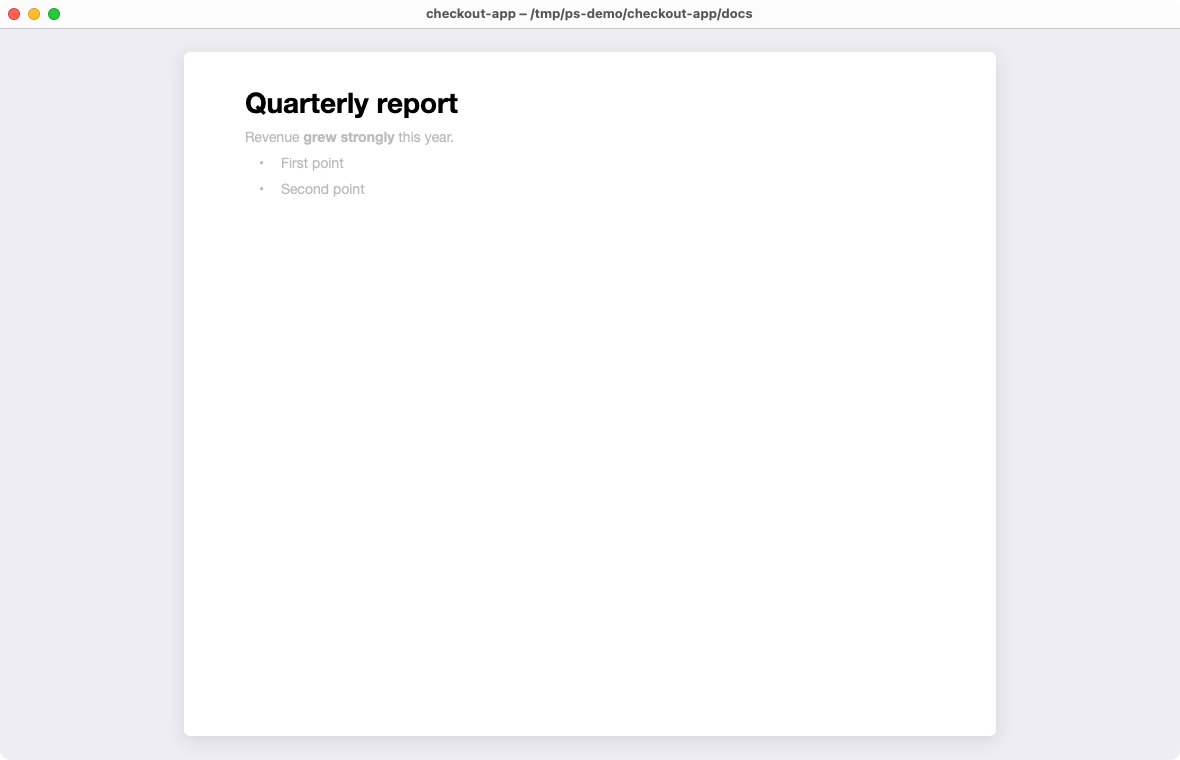 checkout-app – /tmp/ps-demo/checkout-app/docs
Quarterly report
Revenue grew strongly this year.
• First point
• Second point